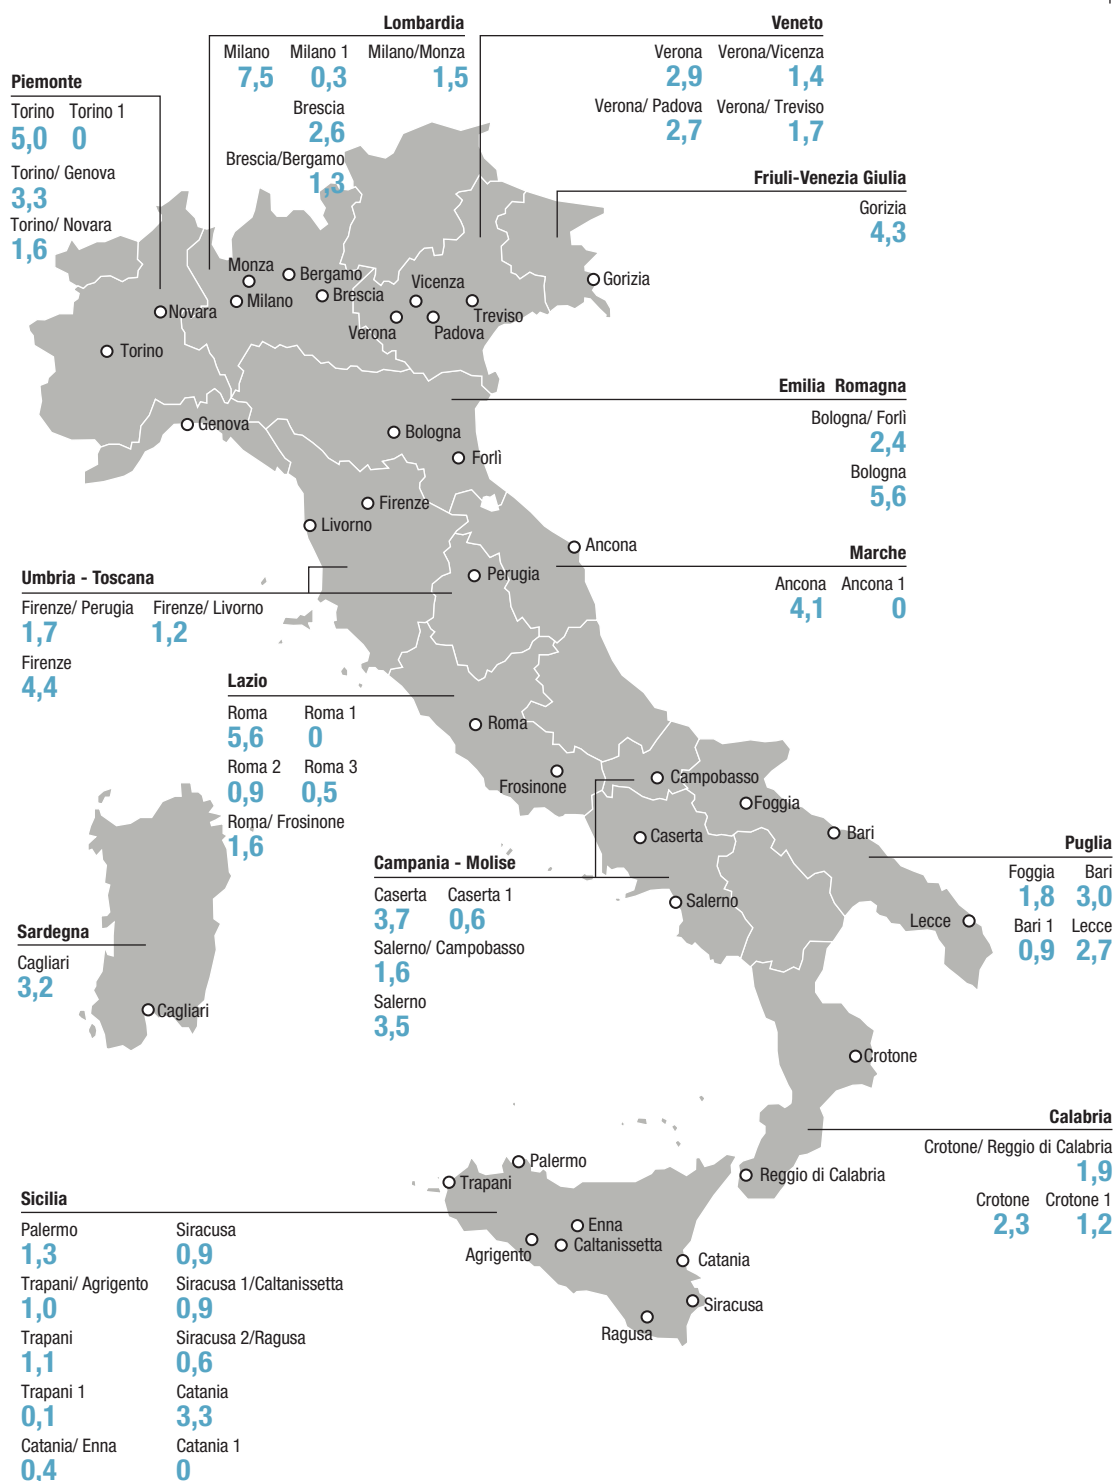 Lombardia
Milano Milano 1 Milano/Monza
7,5 0,3 1,5
Brescia
2,6
Brescia/Bergamo
1,3
Veneto
Verona Verona/Vicenza
2,9 1,4
Verona/ Padova Verona/ Treviso
2,7 1,7
Piemonte
Torino Torino 1
5,0 0
Torino/ Genova
3,3
Torino/ Novara
1,6
Friuli-Venezia Giulia
Gorizia
4,3
Monza
Bergamo
Milano
Brescia
Novara
Torino
Vicenza
Treviso
Verona
Padova
Gorizia
Genova
Bologna
Forlì
Firenze
Livorno
Ancona
Perugia
Emilia Romagna
Bologna/ Forlì
2,4
Bologna
5,6
Marche
Ancona Ancona 1
4,1 0
Umbria - Toscana
Firenze/ Perugia Firenze/ Livorno
1,7 1,2
Firenze
4,4
Lazio
Roma Roma 1
5,6 0
Roma 2 Roma 3
0,9 0,5
Roma/ Frosinone
1,6
Roma
Frosinone
Campobasso
Foggia
Bari
Caserta
Salerno
Lecce
Campania - Molise
Caserta Caserta 1
3,7 0,6
Salerno/ Campobasso
1,6
Salerno
3,5
Puglia
Foggia Bari
1,8 3,0
Bari 1 Lecce
0,9 2,7
Sardegna
Cagliari
3,2
Cagliari
Crotone
Calabria
Crotone/ Reggio di Calabria
1,9
Crotone Crotone 1
2,3 1,2
Reggio di Calabria
Palermo
Trapani
Enna
Agrigento
Caltanissetta
Catania
Siracusa
Ragusa
Sicilia
Palermo Siracusa
1,3 0,9
Trapani/ Agrigento Siracusa 1/Caltanissetta
1,0 0,9
Trapani Siracusa 2/Ragusa
1,1 0,6
Trapani 1 Catania
0,1 3,3
Catania/ Enna Catania 1
0,4 0